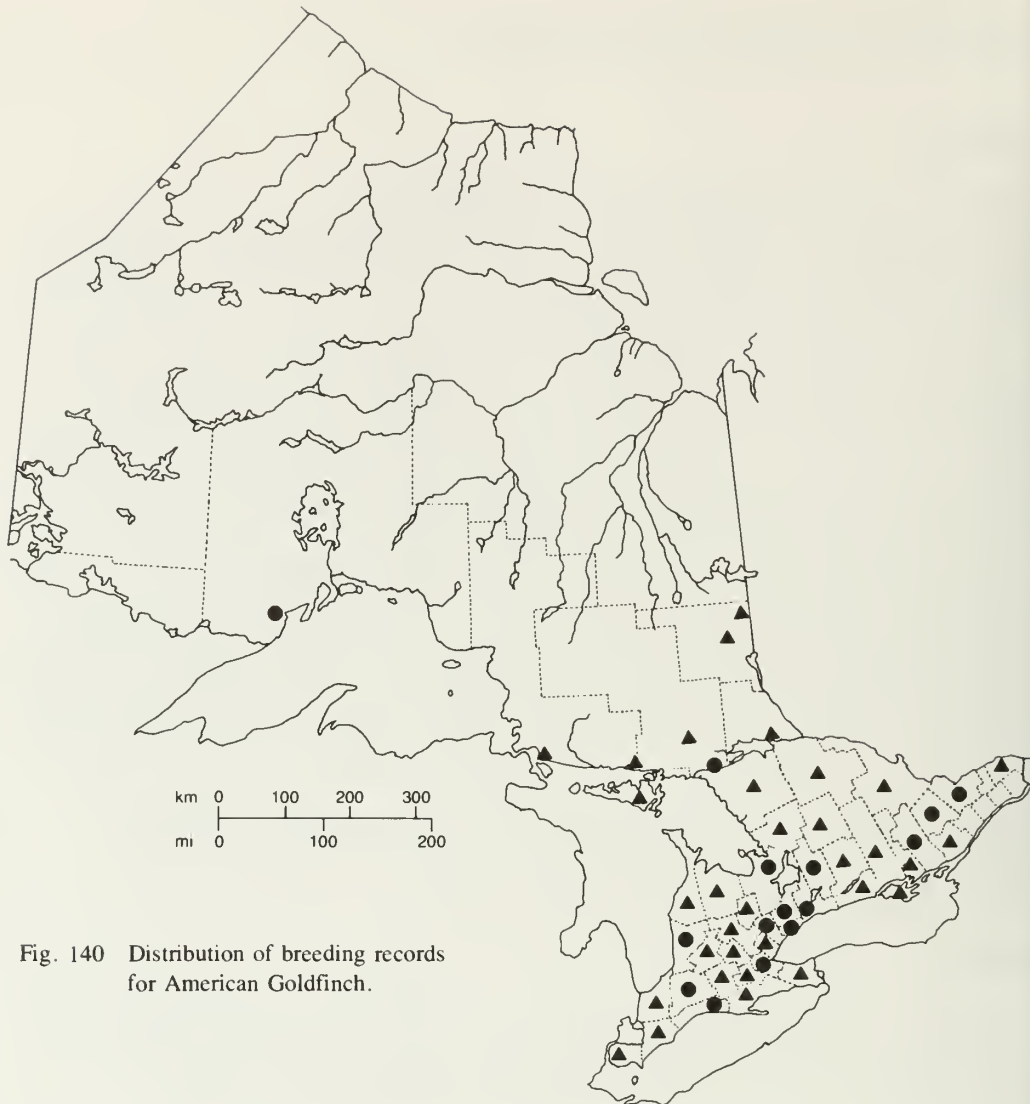 km 0 100 200 300
mi 0 100 200
Fig. 140 Distribution of breeding records
for American Goldfinch.